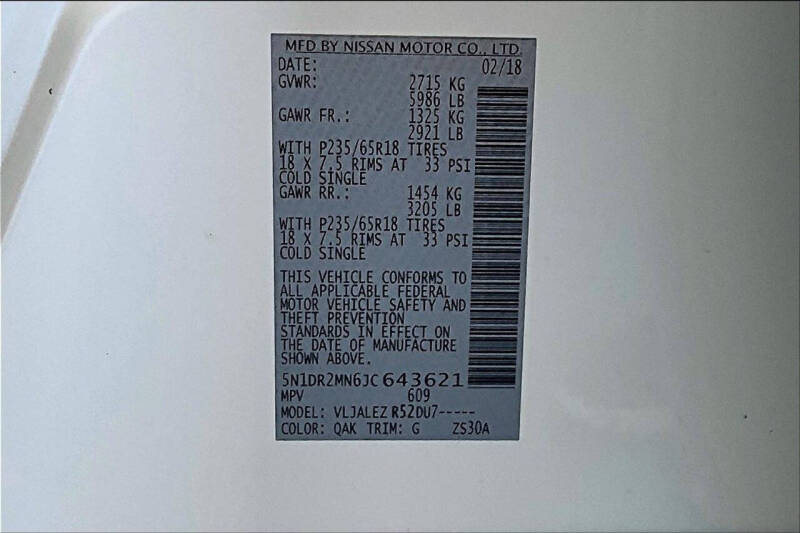 MFD BY NISSAN MOTOR CO., LTD.
DATE: 02/18
GVWR: 2715 KG
5986 LB
GAWR FR.: 1325 KG
2921 LB
WITH P235/65R18 TIRES
18 X 7.5 RIMS AT 33 PSI
COLD SINGLE
GAWR RR.: 1454 KG
3205 LB
WITH P235/65R18 TIRES
18 X 7.5 RIMS AT 33 PSI
COLD SINGLE
THIS VEHICLE CONFORMS TO
ALL APPLICABLE FEDERAL
MOTOR VEHICLE SAFETY AND
THEFT PREVENTION
STANDARDS IN EFFECT ON
THE DATE OF MANUFACTURE
SHOWN ABOVE.
5N1DR2MN6JC643621
MPV 609
MODEL: VLJALEZ R52DU7-----
COLOR: QAK TRIM: G ZS30A